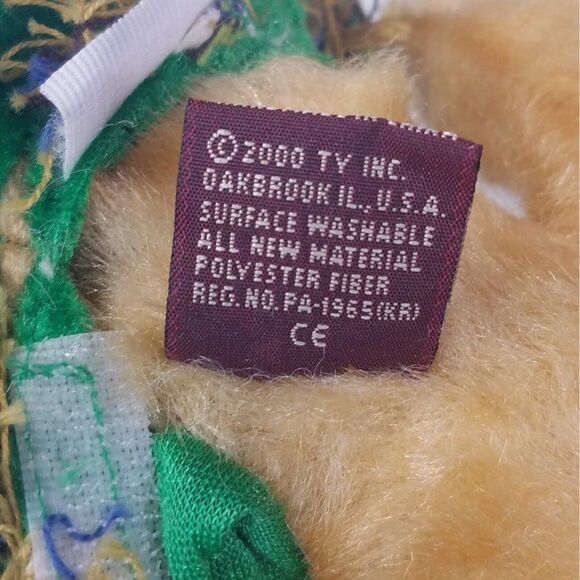 © 2000 TY INC.
OAKBROOK IL., U.S.A.
SURFACE WASHABLE
ALL NEW MATERIAL
POLYESTER FIBER
REG. NO. PA-1965(KR)
CE